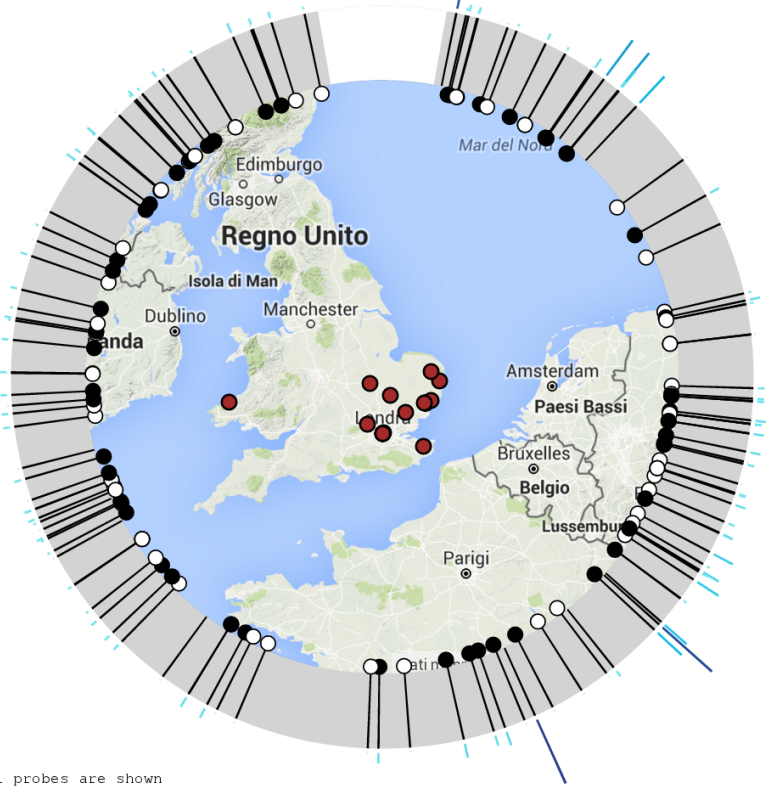 Mar del Nord
Edimburgo
Glasgow
Regno Unito
Isola di Man
Dublino
Manchester
anda
Amsterdam
Paesi Bassi
Londra
Bruxelles
Belgio
Lussembur
Parigi
probes are shown